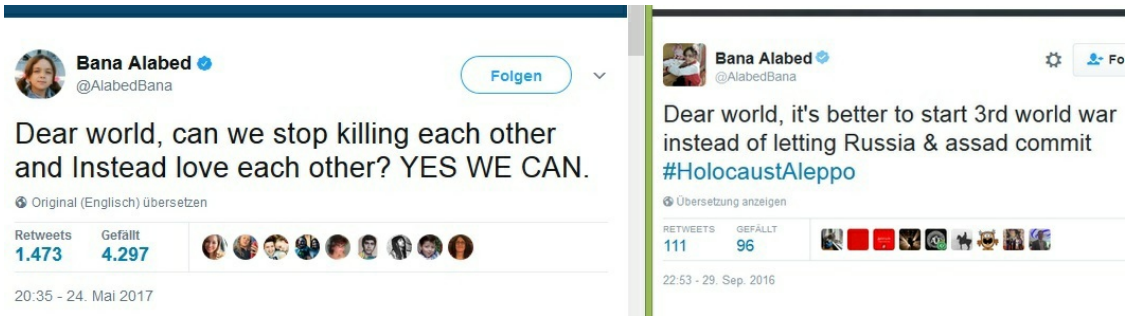 Bana Alabed
@AlabedBana
Folgen
Dear world, can we stop killing each other
and Instead love each other? YES WE CAN.
Original (Englisch) übersetzen
Retweets Gefällt
1.473 4.297
20:35 - 24. Mai 2017
Bana Alabed
@AlabedBana
Fo
Dear world, it's better to start 3rd world war
instead of letting Russia & assad commit
#HolocaustAleppo
Übersetzung anzeigen
RETWEETS GEFÄLLT
111 96
22:53 - 29. Sep. 2016